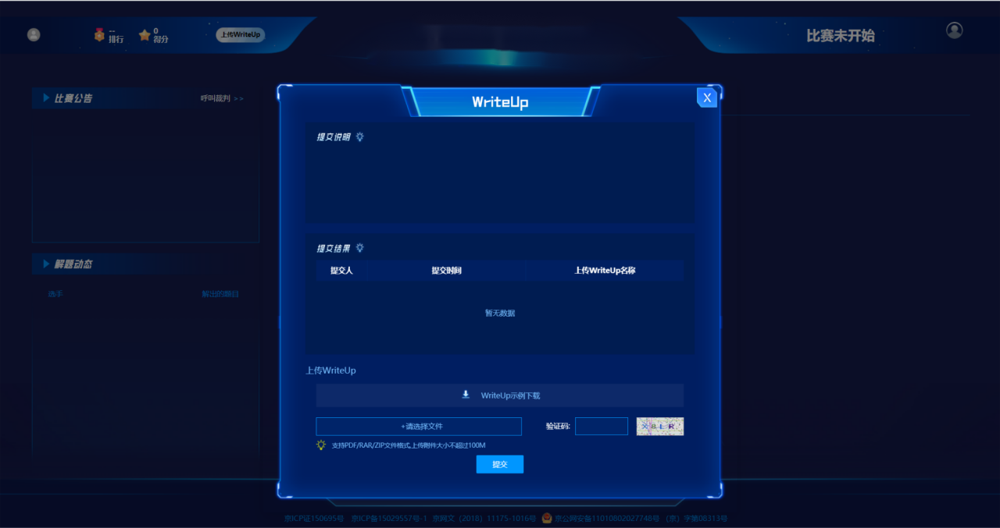 --
排行
0
得分
上传WriteUp
比赛未开始
比赛公告
呼叫裁判 >>
解题动态
选手 解出的题目
WriteUp
X
提交说明
提交结果
提交人 提交时间 上传WriteUp名称
暂无数据
上传WriteUp
WriteUp示例下载
+请选择文件 验证码: X8LR
支持PDF/RAR/ZIP文件格式,上传附件大小不超过100M
提交
京ICP证150695号 京ICP备15029557号-1 京网文（2018）11175-1016号 京公网安备11010802027748号 （京）字第08313号